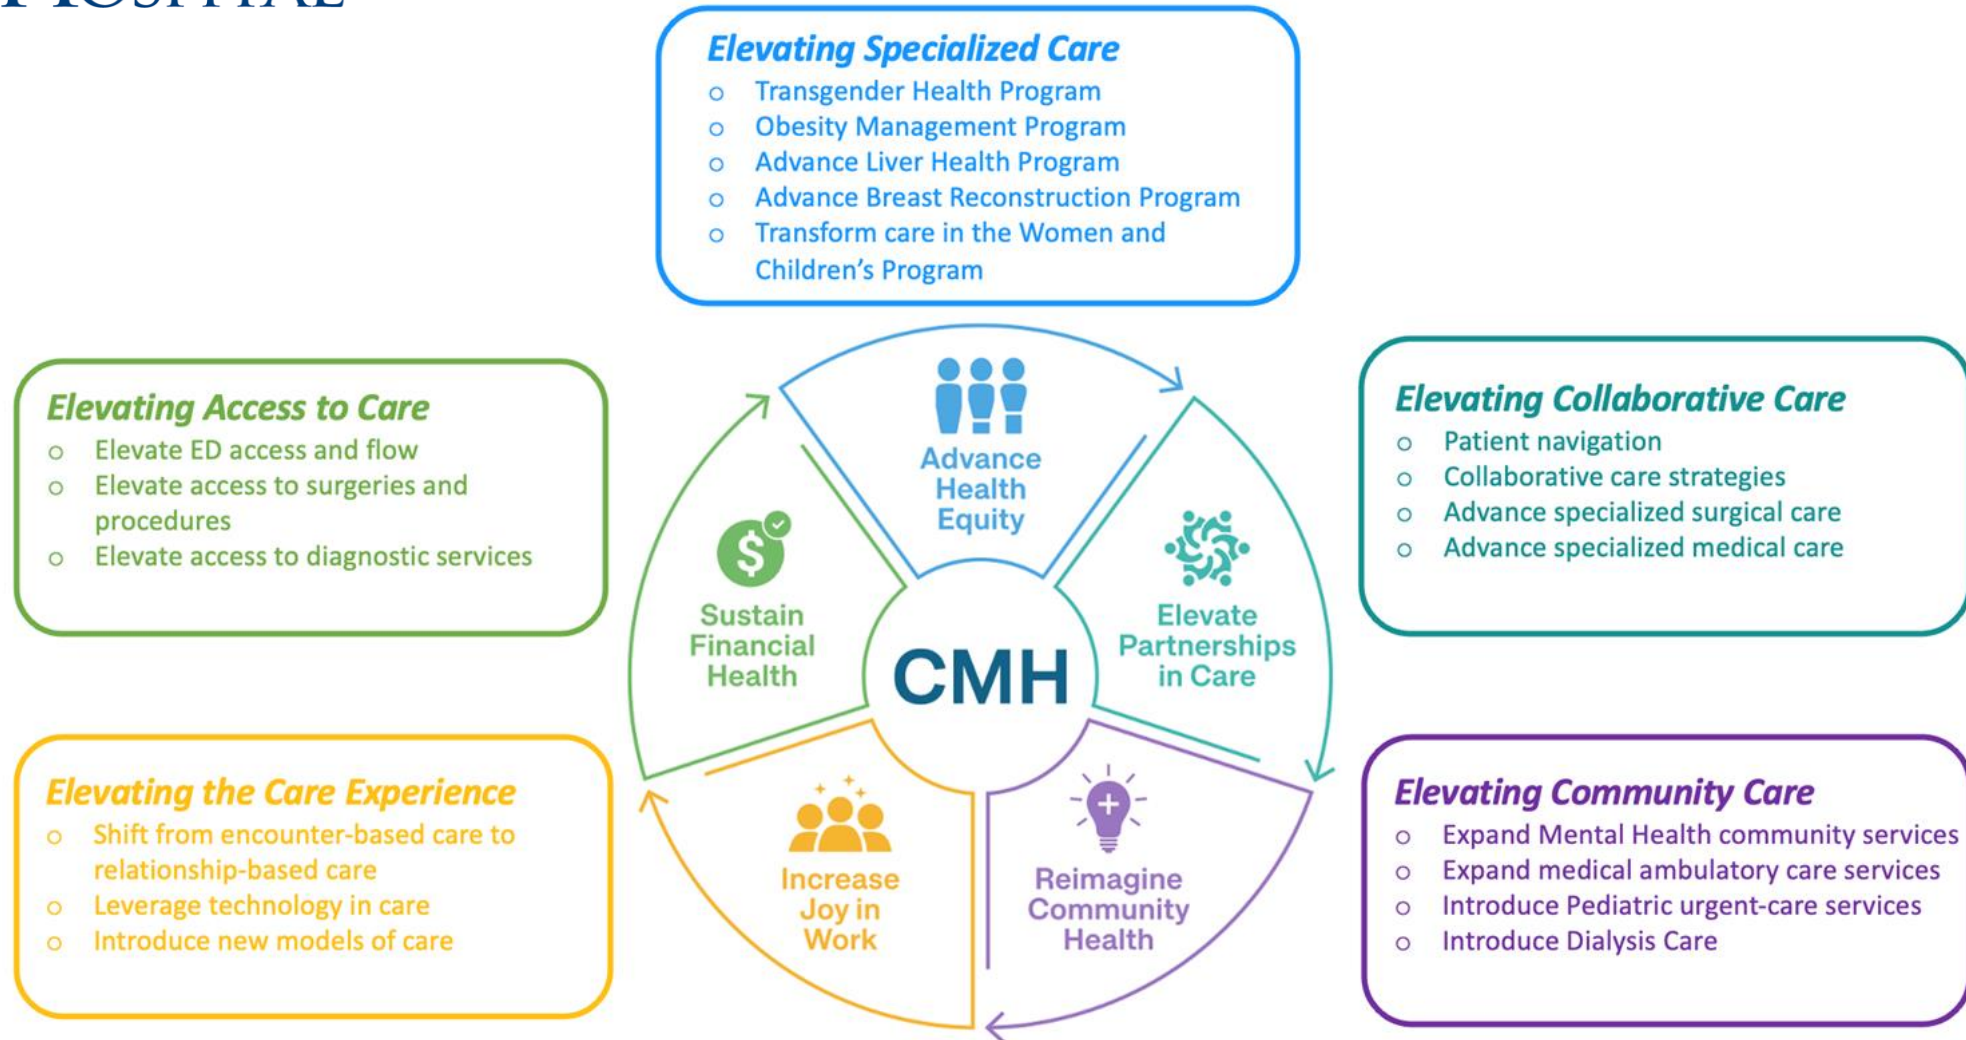 HOSPITAL
Elevating Specialized Care
o Transgender Health Program
o Obesity Management Program
o Advance Liver Health Program
o Advance Breast Reconstruction Program
o Transform care in the Women and
Children's Program
Elevating Access to Care
o Elevate ED access and flow
o Elevate access to surgeries and
procedures
o Elevate access to diagnostic services
Advance
Health
Equity
Elevating Collaborative Care
o Patient navigation
o Collaborative care strategies
o Advance specialized surgical care
o Advance specialized medical care
$
Sustain
Financial
Health
CMH
Elevate
Partnerships
in Care
Elevating the Care Experience
o Shift from encounter-based care to
relationship-based care
o Leverage technology in care
o Introduce new models of care
Increase
Joy in
Work
Reimagine
Community
Health
Elevating Community Care
o Expand Mental Health community services
o Expand medical ambulatory care services
o Introduce Pediatric urgent-care services
o Introduce Dialysis Care